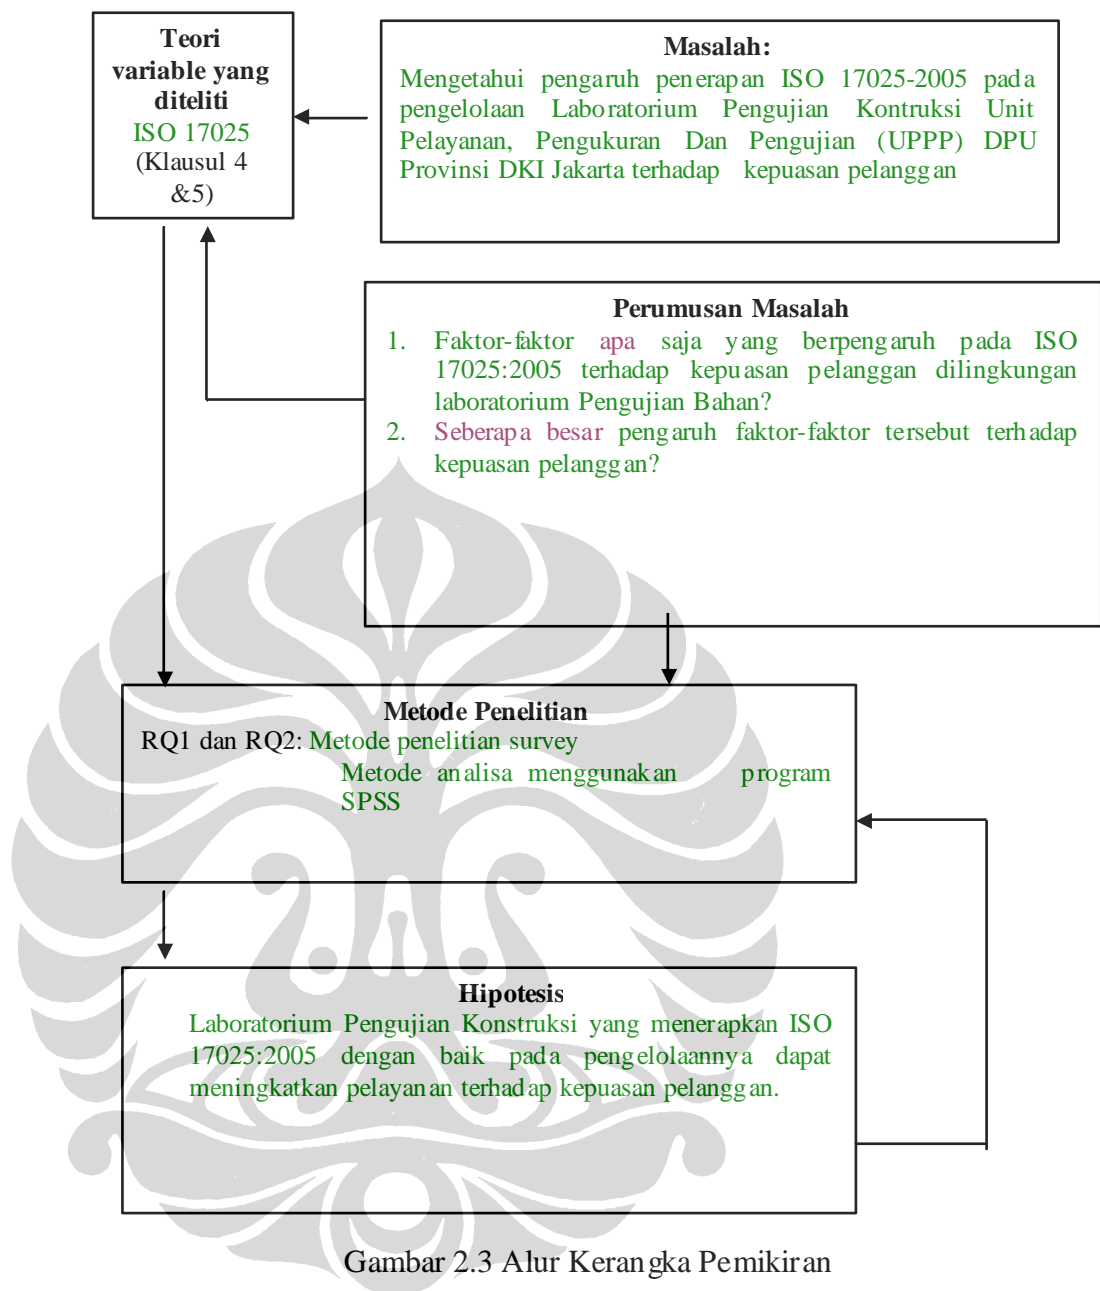 Teori
variable yang
diteliti
ISO 17025
(Klausul 4
&5)
Masalah:
Mengetahui pengaruh penerapan ISO 17025-2005 pada
pengelolaan Laboratorium Pengujian Kontruksi Unit
Pelayanan, Pengukuran Dan Pengujian (UPPP) DPU
Provinsi DKI Jakarta terhadap kepuasan pelanggan
Perumusan Masalah
1. Faktor-faktor apa saja yang berpengaruh pada ISO
17025:2005 terhadap kepuasan pelanggan dilingkungan
laboratorium Pengujian Bahan?
2. Seberapa besar pengaruh faktor-faktor tersebut terhadap
kepuasan pelanggan?
Metode Penelitian
RQ1 dan RQ2: Metode penelitian survey
Metode analisa menggunakan program
SPSS
Hipotesis
Laboratorium Pengujian Konstruksi yang menerapkan ISO
17025:2005 dengan baik pada pengelolaannya dapat
meningkatkan pelayanan terhadap kepuasan pelanggan.
Gambar 2.3 Alur Kerangka Pemikiran